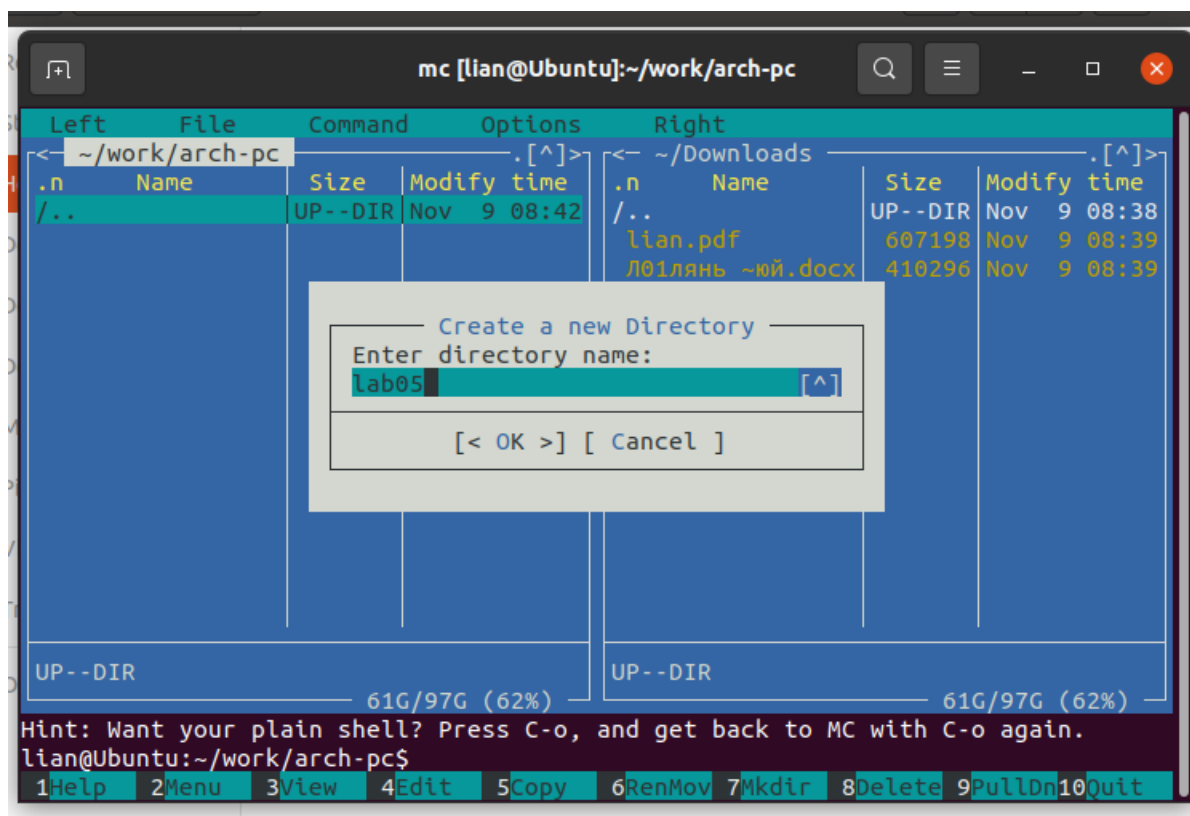 mc [lian@Ubuntu]:~/work/arch-pc
Left File Command Options Right
<─ ~/work/arch-pc .[^]> <─ ~/Downloads .[^]>
.n Name Size Modify time .n Name Size Modify time
/.. UP--DIR Nov 9 08:42 /.. UP--DIR Nov 9 08:38
lian.pdf 607198 Nov 9 08:39
Л01лянь ~юй.docx 410296 Nov 9 08:39
Create a new Directory
Enter directory name:
lab05 [^]
[< OK >] [ Cancel ]
UP--DIR UP--DIR
61G/97G (62%) 61G/97G (62%)
Hint: Want your plain shell? Press C-o, and get back to MC with C-o again.
lian@Ubuntu:~/work/arch-pc$
1Help 2Menu 3View 4Edit 5Copy 6RenMov 7Mkdir 8Delete 9PullDn 10Quit